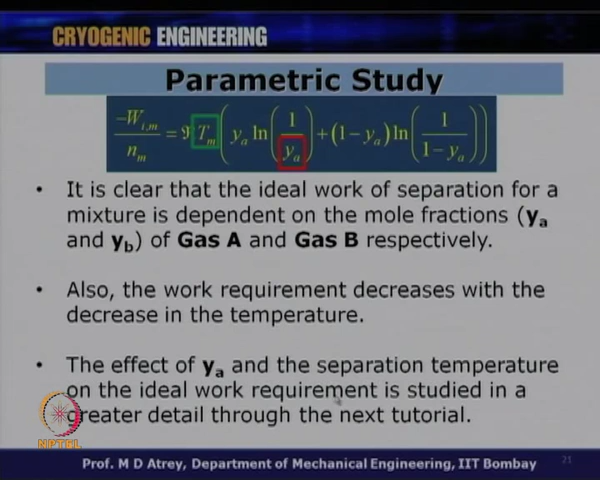 CRYOGENIC ENGINEERING
Parametric Study
−W_{i,m} / n_m = ℜ T_m ( y_a ln( 1 / y_a ) + (1 − y_a) ln( 1 / (1 − y_a) ) )
• It is clear that the ideal work of separation for a
mixture is dependent on the mole fractions (y_a
and y_b) of Gas A and Gas B respectively.
• Also, the work requirement decreases with the
decrease in the temperature.
• The effect of y_a and the separation temperature
on the ideal work requirement is studied in a
greater detail through the next tutorial.
NPTEL
21
Prof. M D Atrey, Department of Mechanical Engineering, IIT Bombay